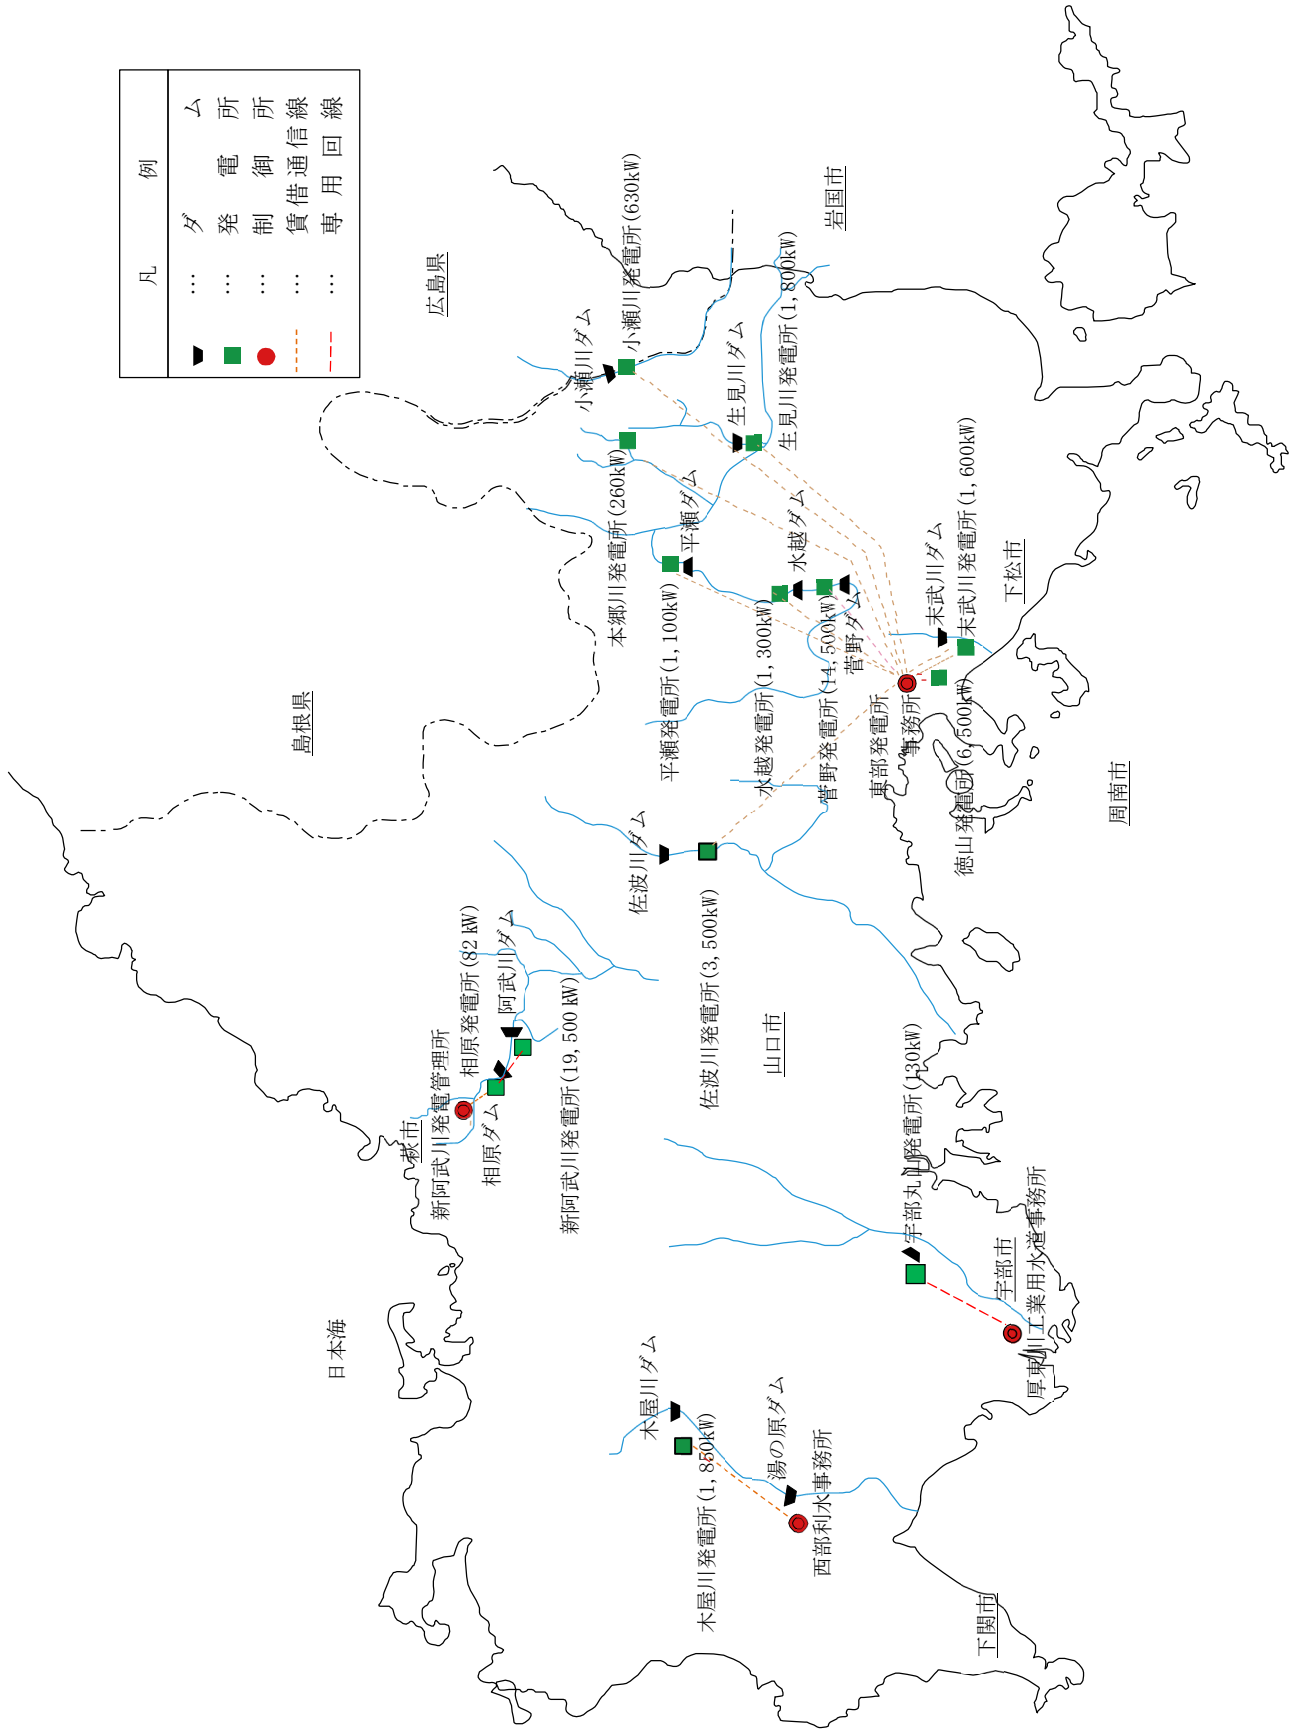 凡例
… ダム
… 発電所
… 制御所
… 賃借通信線
… 専用回線
日本海
島根県
広島県
萩市
新阿武川発電管理所
相原発電所(82 kW)
相原ダム
阿武川ダム
新阿武川発電所(19,500 kW)
小瀬川ダム
小瀬川発電所(630kW)
本郷川発電所(260kW)
生見川ダム
生見川発電所(1,800kW)
岩国市
平瀬ダム
平瀬発電所(1,100kW)
水越ダム
水越発電所(1,300kW)
菅野発電所(14,500kW)
菅野ダム
佐波川ダム
佐波川発電所(3,500kW)
山口市
東部発電所
事務所
末武川ダム
末武川発電所(1,600kW)
下松市
徳山発電所(6,500kW)
周南市
木屋川ダム
木屋川発電所(1,850kW)
湯の原ダム
西部利水事務所
宇部丸山発電所(130kW)
宇部市
厚東川工業用水道事務所
下関市